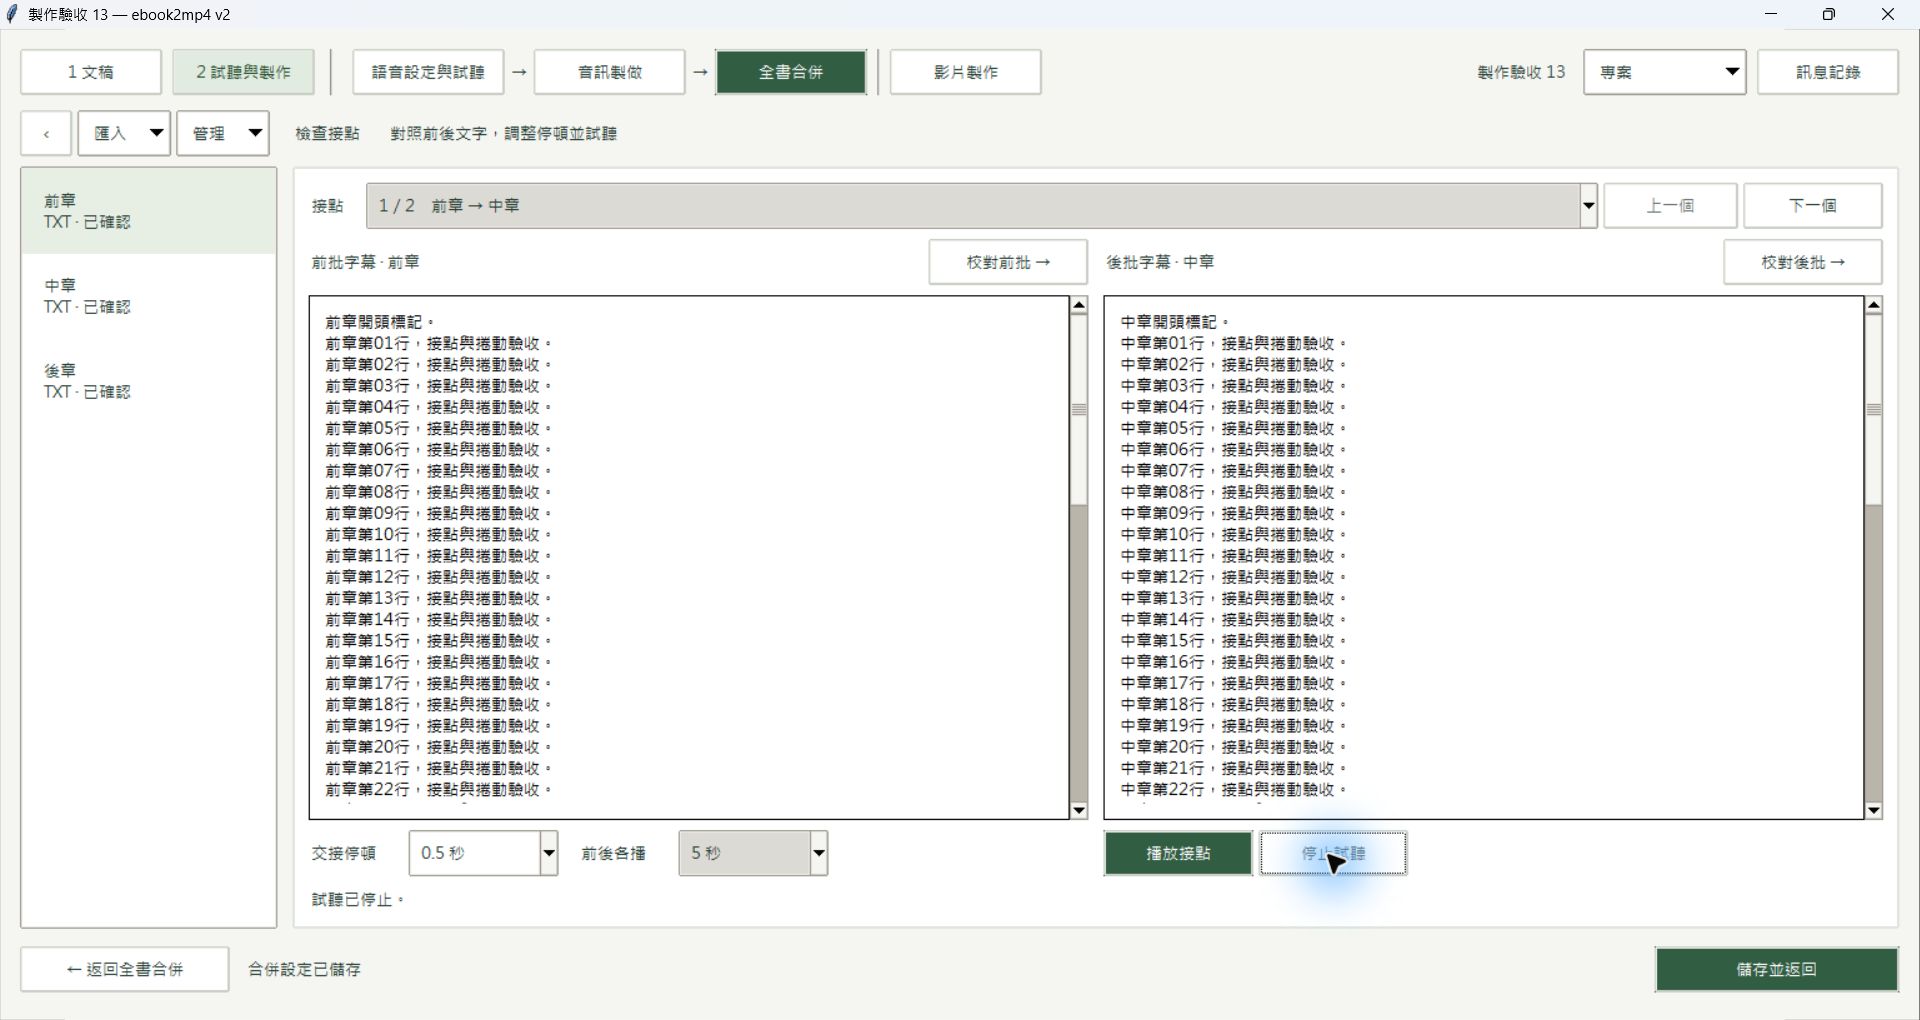 製作驗收 13 — ebook2mp4 v2
1 文稿
2 試聽與製作
語音設定與試聽
→
音訊製做
→
全書合併
影片製作
製作驗收 13
專案
訊息記錄
‹
匯入
管理
檢查接點
對照前後文字，調整停頓並試聽
前章
TXT · 已確認
中章
TXT · 已確認
後章
TXT · 已確認
接點
1 / 2 前章 → 中章
上一個
下一個
前批字幕 · 前章
校對前批 →
前章開頭標記。
前章第01行，接點與捲動驗收。
前章第02行，接點與捲動驗收。
前章第03行，接點與捲動驗收。
前章第04行，接點與捲動驗收。
前章第05行，接點與捲動驗收。
前章第06行，接點與捲動驗收。
前章第07行，接點與捲動驗收。
前章第08行，接點與捲動驗收。
前章第09行，接點與捲動驗收。
前章第10行，接點與捲動驗收。
前章第11行，接點與捲動驗收。
前章第12行，接點與捲動驗收。
前章第13行，接點與捲動驗收。
前章第14行，接點與捲動驗收。
前章第15行，接點與捲動驗收。
前章第16行，接點與捲動驗收。
前章第17行，接點與捲動驗收。
前章第18行，接點與捲動驗收。
前章第19行，接點與捲動驗收。
前章第20行，接點與捲動驗收。
前章第21行，接點與捲動驗收。
前章第22行，接點與捲動驗收。
後批字幕 · 中章
校對後批 →
中章開頭標記。
中章第01行，接點與捲動驗收。
中章第02行，接點與捲動驗收。
中章第03行，接點與捲動驗收。
中章第04行，接點與捲動驗收。
中章第05行，接點與捲動驗收。
中章第06行，接點與捲動驗收。
中章第07行，接點與捲動驗收。
中章第08行，接點與捲動驗收。
中章第09行，接點與捲動驗收。
中章第10行，接點與捲動驗收。
中章第11行，接點與捲動驗收。
中章第12行，接點與捲動驗收。
中章第13行，接點與捲動驗收。
中章第14行，接點與捲動驗收。
中章第15行，接點與捲動驗收。
中章第16行，接點與捲動驗收。
中章第17行，接點與捲動驗收。
中章第18行，接點與捲動驗收。
中章第19行，接點與捲動驗收。
中章第20行，接點與捲動驗收。
中章第21行，接點與捲動驗收。
中章第22行，接點與捲動驗收。
交接停頓
0.5 秒
前後各播
5 秒
播放接點
停止試聽
試聽已停止。
← 返回全書合併
合併設定已儲存
儲存並返回